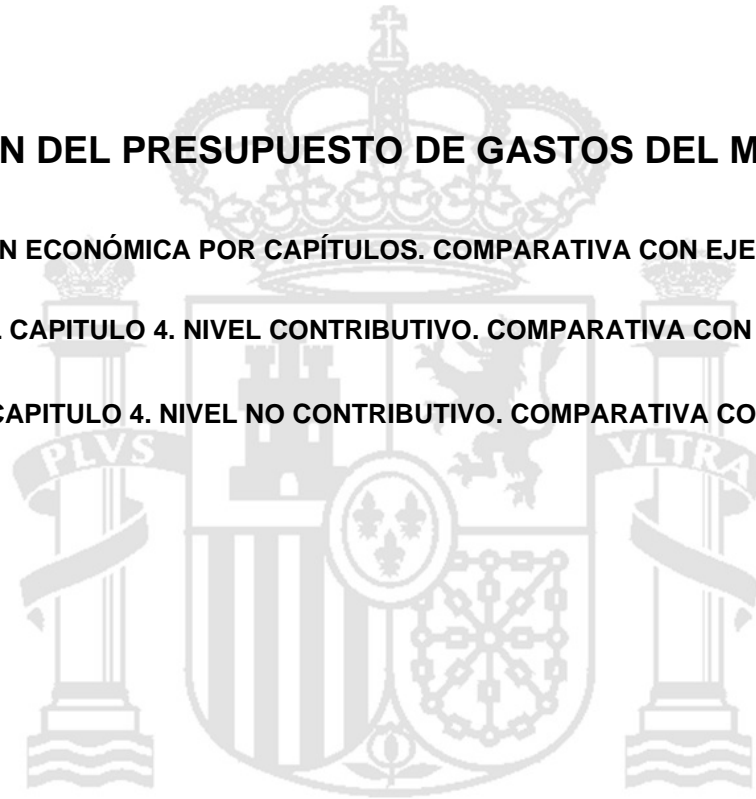 N DEL PRESUPUESTO DE GASTOS DEL M
N ECONÓMICA POR CAPÍTULOS. COMPARATIVA CON EJE
CAPITULO 4. NIVEL CONTRIBUTIVO. COMPARATIVA CON
CAPITULO 4. NIVEL NO CONTRIBUTIVO. COMPARATIVA CO
PLVS VLTRA